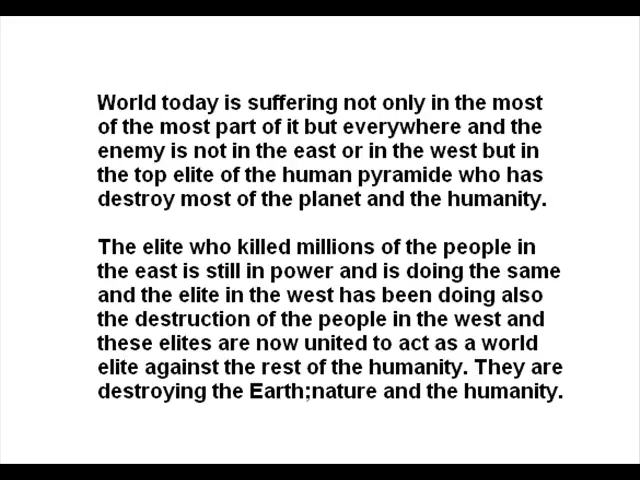 World today is suffering not only in the most
of the most part of it but everywhere and the
enemy is not in the east or in the west but in
the top elite of the human pyramide who has
destroy most of the planet and the humanity.
The elite who killed millions of the people in
the east is still in power and is doing the same
and the elite in the west has been doing also
the destruction of the people in the west and
these elites are now united to act as a world
elite against the rest of the humanity. They are
destroying the Earth;nature and the humanity.